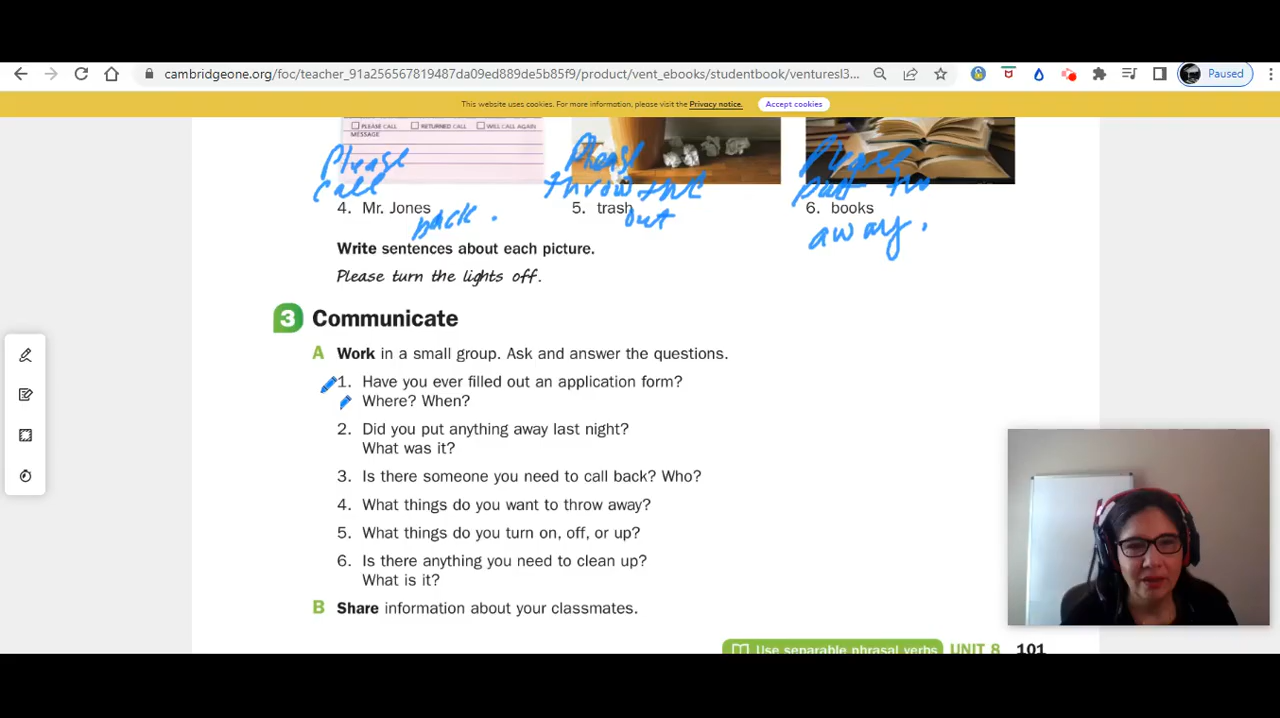 cambridgeone.org/foc/teacher_91a256567819487da09ed889de5b85f9/product/vent_ebooks/studentbook/venturesl3...
Paused
This website uses cookies. For more information, please visit the Privacy notice.
Accept cookies
PLEASE CALL RETURNED CALL WILL CALL AGAIN
MESSAGE
Please
call
back.
Please
throw the
out
Please
put the
away.
4. Mr. Jones
5. trash
6. books
Write sentences about each picture.
Please turn the lights off.
3 Communicate
A Work in a small group. Ask and answer the questions.
1. Have you ever filled out an application form?
Where? When?
2. Did you put anything away last night?
What was it?
3. Is there someone you need to call back? Who?
4. What things do you want to throw away?
5. What things do you turn on, off, or up?
6. Is there anything you need to clean up?
What is it?
B Share information about your classmates.
Use separable phrasal verbs UNIT 8 101